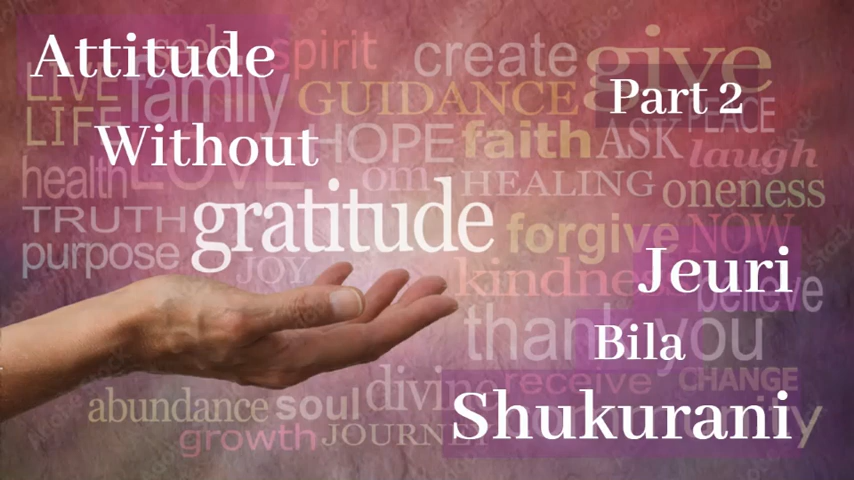 Attitude
seek spirit
create
give
LIVE
family
GUIDANCE
Part 2
LIFE
Without
HOPE
faith
ASK
PEACE
laugh
health
LOVE
om
HEALING
oneness
TRUTH
gratitude
forgive
NOW
purpose
JOY
kindness
Jeuri
believe
thank you
Bila
divine
receive
CHANGE
abundance
soul
Shukurani
growth
JOURNEY